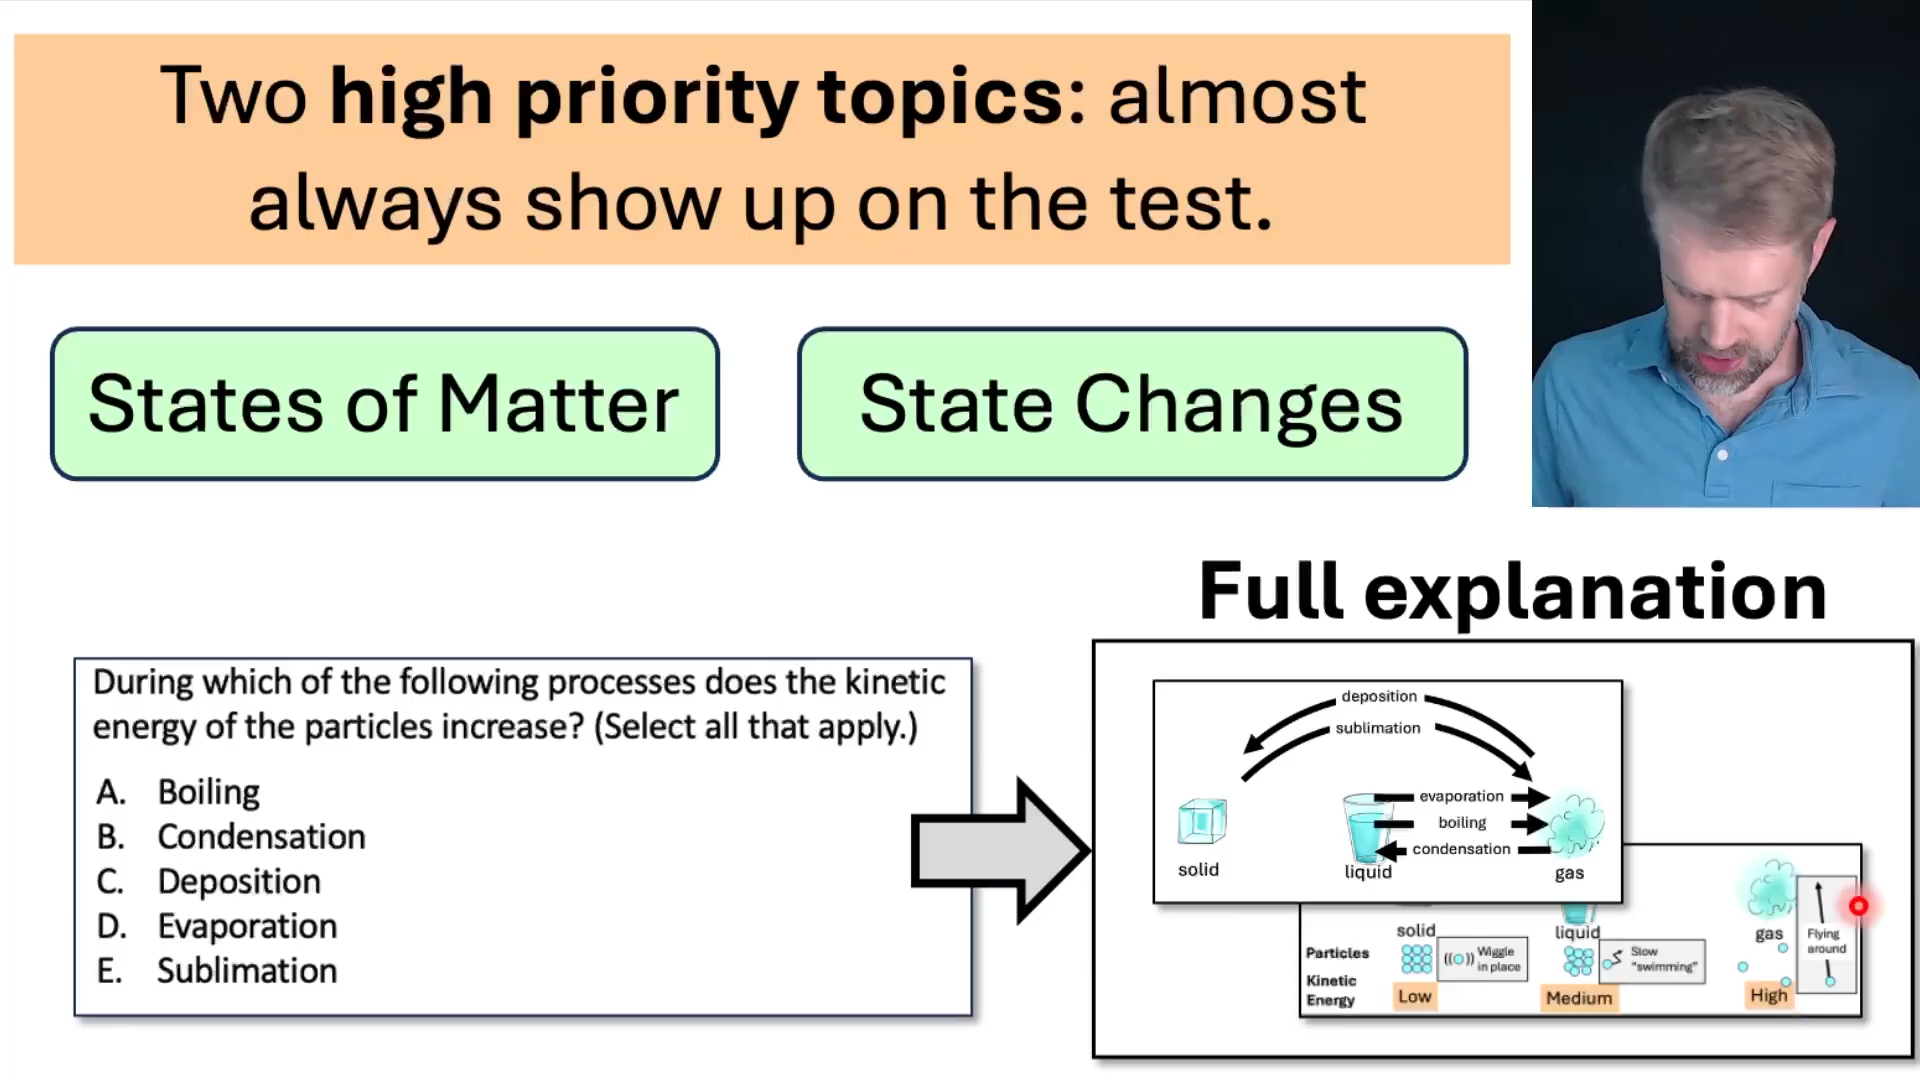 Two high priority topics: almost
always show up on the test.
States of Matter
State Changes
During which of the following processes does the kinetic
energy of the particles increase? (Select all that apply.)
A. Boiling
B. Condensation
C. Deposition
D. Evaporation
E. Sublimation
Full explanation
deposition
sublimation
evaporation
boiling
condensation
solid
liquid
gas
solid
liquid
gas
Particles
((o)) Wiggle
in place
Slow
"swimming"
Flying
around
Kinetic
Energy
Low
Medium
High